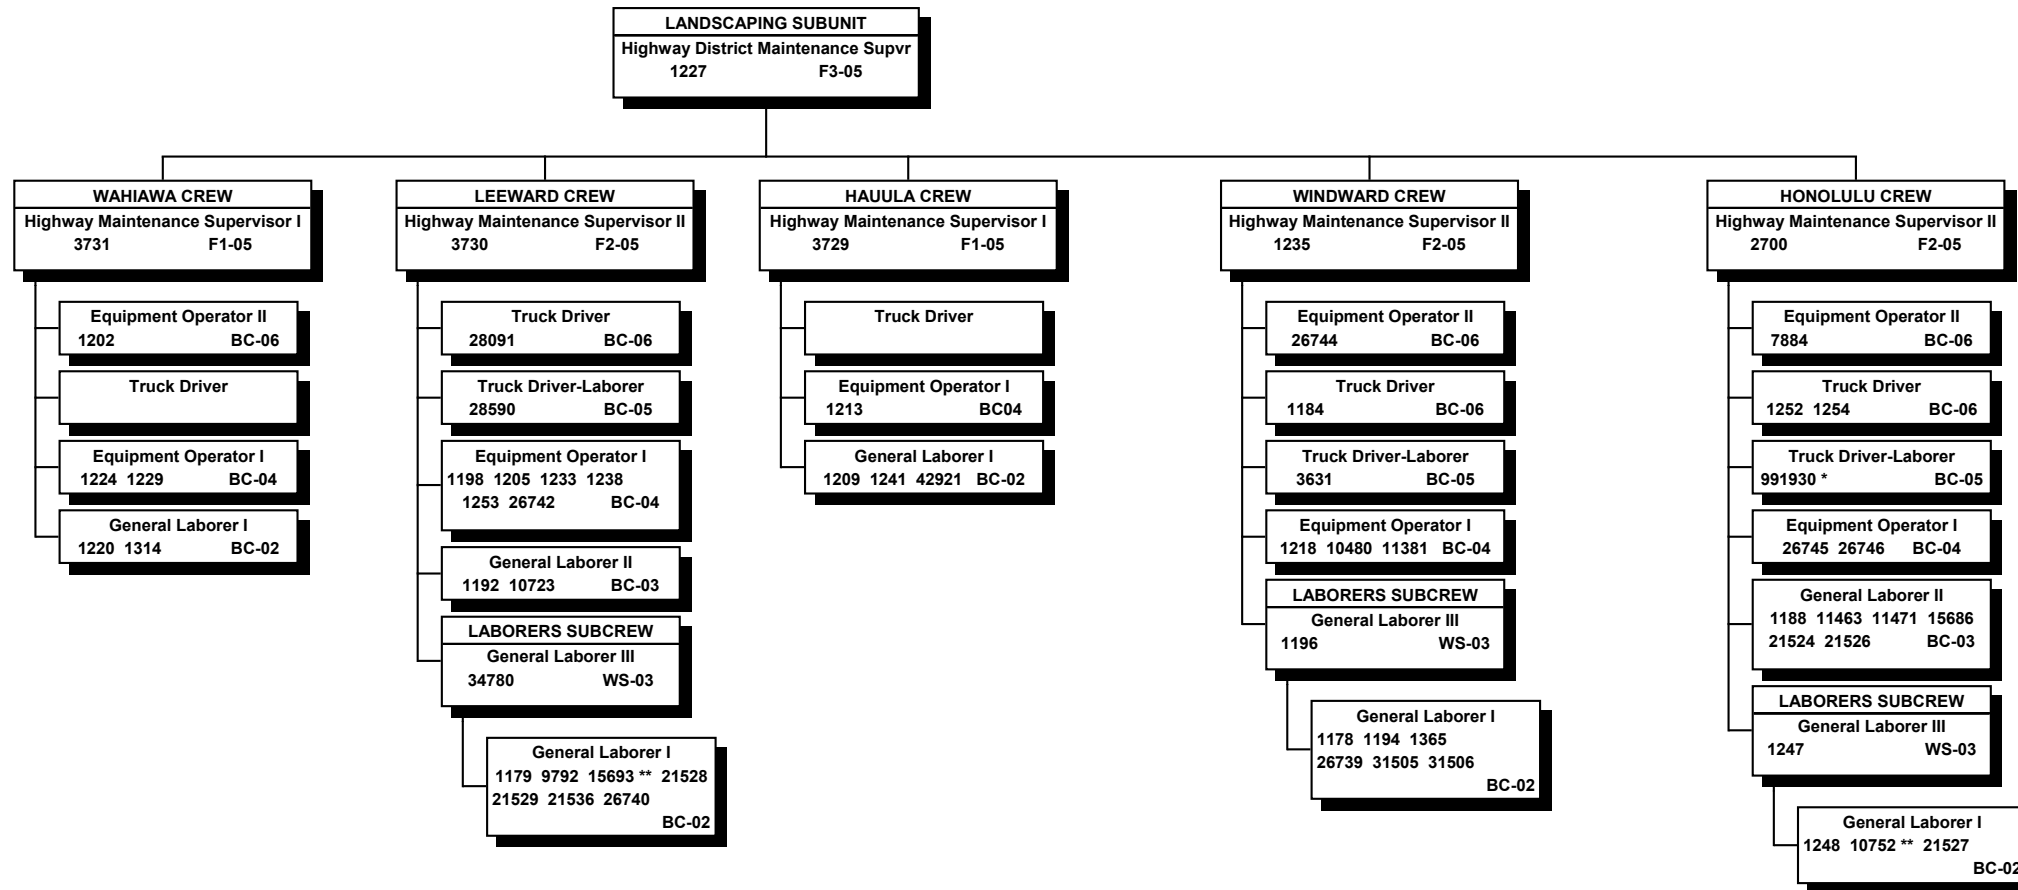 LANDSCAPING SUBUNIT
Highway District Maintenance Supvr
1227 F3-05
WAHIAWA CREW
Highway Maintenance Supervisor I
3731 F1-05
Equipment Operator II
1202 BC-06
Truck Driver
Equipment Operator I
1224 1229 BC-04
General Laborer I
1220 1314 BC-02
LEEWARD CREW
Highway Maintenance Supervisor II
3730 F2-05
Truck Driver
28091 BC-06
Truck Driver-Laborer
28590 BC-05
Equipment Operator I
1198 1205 1233 1238
1253 26742 BC-04
General Laborer II
1192 10723 BC-03
LABORERS SUBCREW
General Laborer III
34780 WS-03
General Laborer I
1179 9792 15693 ** 21528
21529 21536 26740
BC-02
HAUULA CREW
Highway Maintenance Supervisor I
3729 F1-05
Truck Driver
Equipment Operator I
1213 BC04
General Laborer I
1209 1241 42921 BC-02
WINDWARD CREW
Highway Maintenance Supervisor II
1235 F2-05
Equipment Operator II
26744 BC-06
Truck Driver
1184 BC-06
Truck Driver-Laborer
3631 BC-05
Equipment Operator I
1218 10480 11381 BC-04
LABORERS SUBCREW
General Laborer III
1196 WS-03
General Laborer I
1178 1194 1365
26739 31505 31506
BC-02
HONOLULU CREW
Highway Maintenance Supervisor II
2700 F2-05
Equipment Operator II
7884 BC-06
Truck Driver
1252 1254 BC-06
Truck Driver-Laborer
991930 * BC-05
Equipment Operator I
26745 26746 BC-04
General Laborer II
1188 11463 11471 15686
21524 21526 BC-03
LABORERS SUBCREW
General Laborer III
1247 WS-03
General Laborer I
1248 10752 ** 21527
BC-02